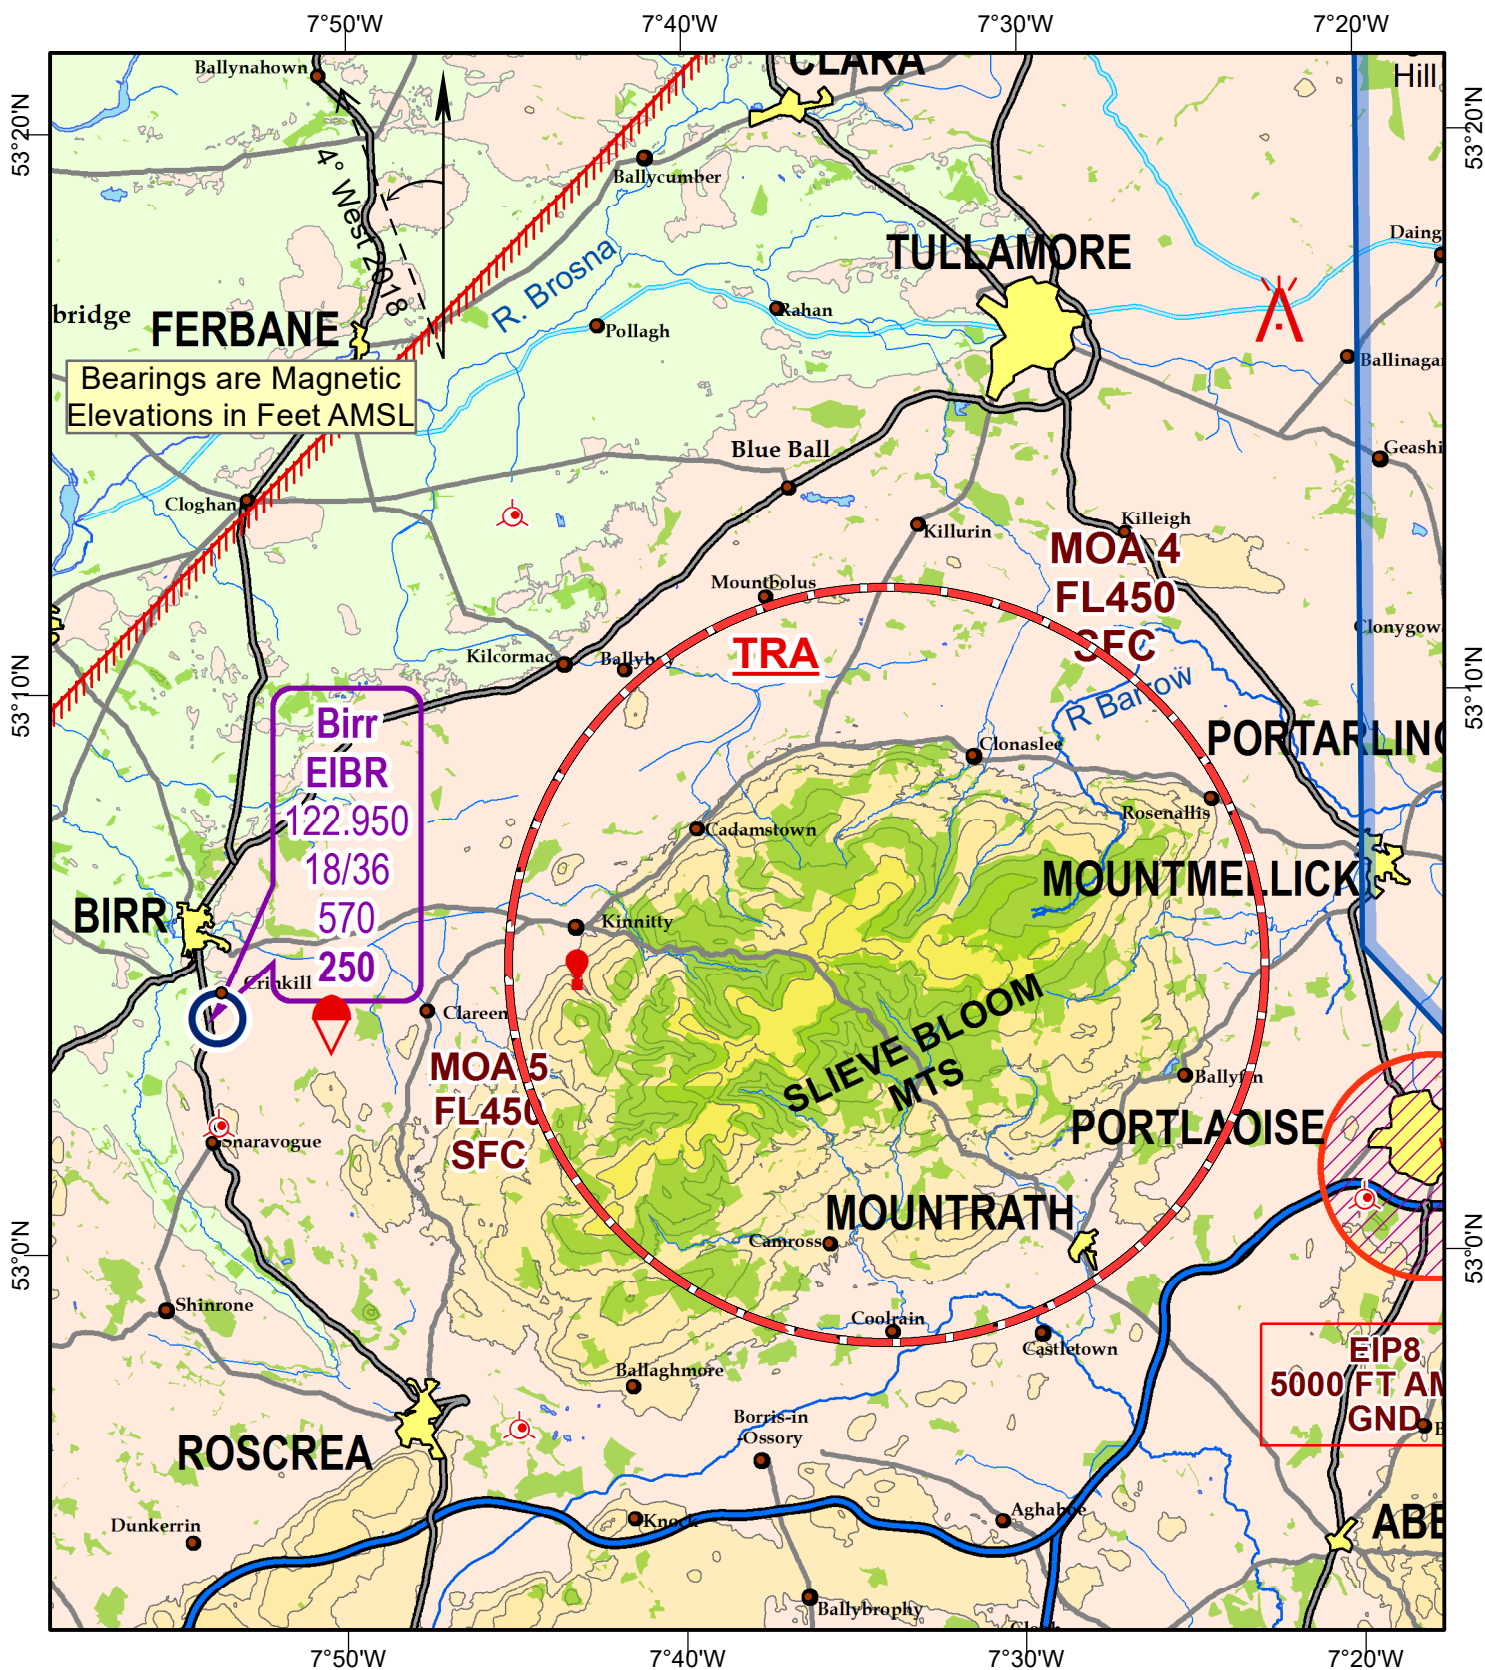 7°50'W
7°40'W
7°30'W
7°20'W
Ballynahown
CLARA
Hill
53°20'N
53°20'N
4° West 2018
Ballycumber
R. Brosna
TULLAMORE
Daing
bridge
FERBANE
Pollagh
Rahan
Ballinagar
Bearings are Magnetic
Elevations in Feet AMSL
Blue Ball
Geashi
Cloghan
Killurin
Killeigh
MOA 4
FL450
SFC
Mountbolus
TRA
Clonygow
Kilcormac
Ballyboy
53°10'N
53°10'N
R Barrow
Birr
EIBR
122.950
18/36
570
250
Clonaslee
PORTARLING
Rosenallis
Cadamstown
MOUNTMELLICK
BIRR
Kinnitty
Crinkill
Clareen
SLIEVE BLOOM
MTS
MOA 5
FL450
SFC
Ballyfin
PORTLAOISE
Sharavogue
MOUNTRATH
Camross
53°0'N
53°0'N
Shinrone
Coolrain
Castletown
EIP8
5000 FT AM
GND
Ballaghmore
Borris-in
-Ossory
B
ROSCREA
Dunkerrin
Knock
Aghaboe
ABB
Ballybrophy
7°50'W
7°40'W
7°30'W
7°20'W